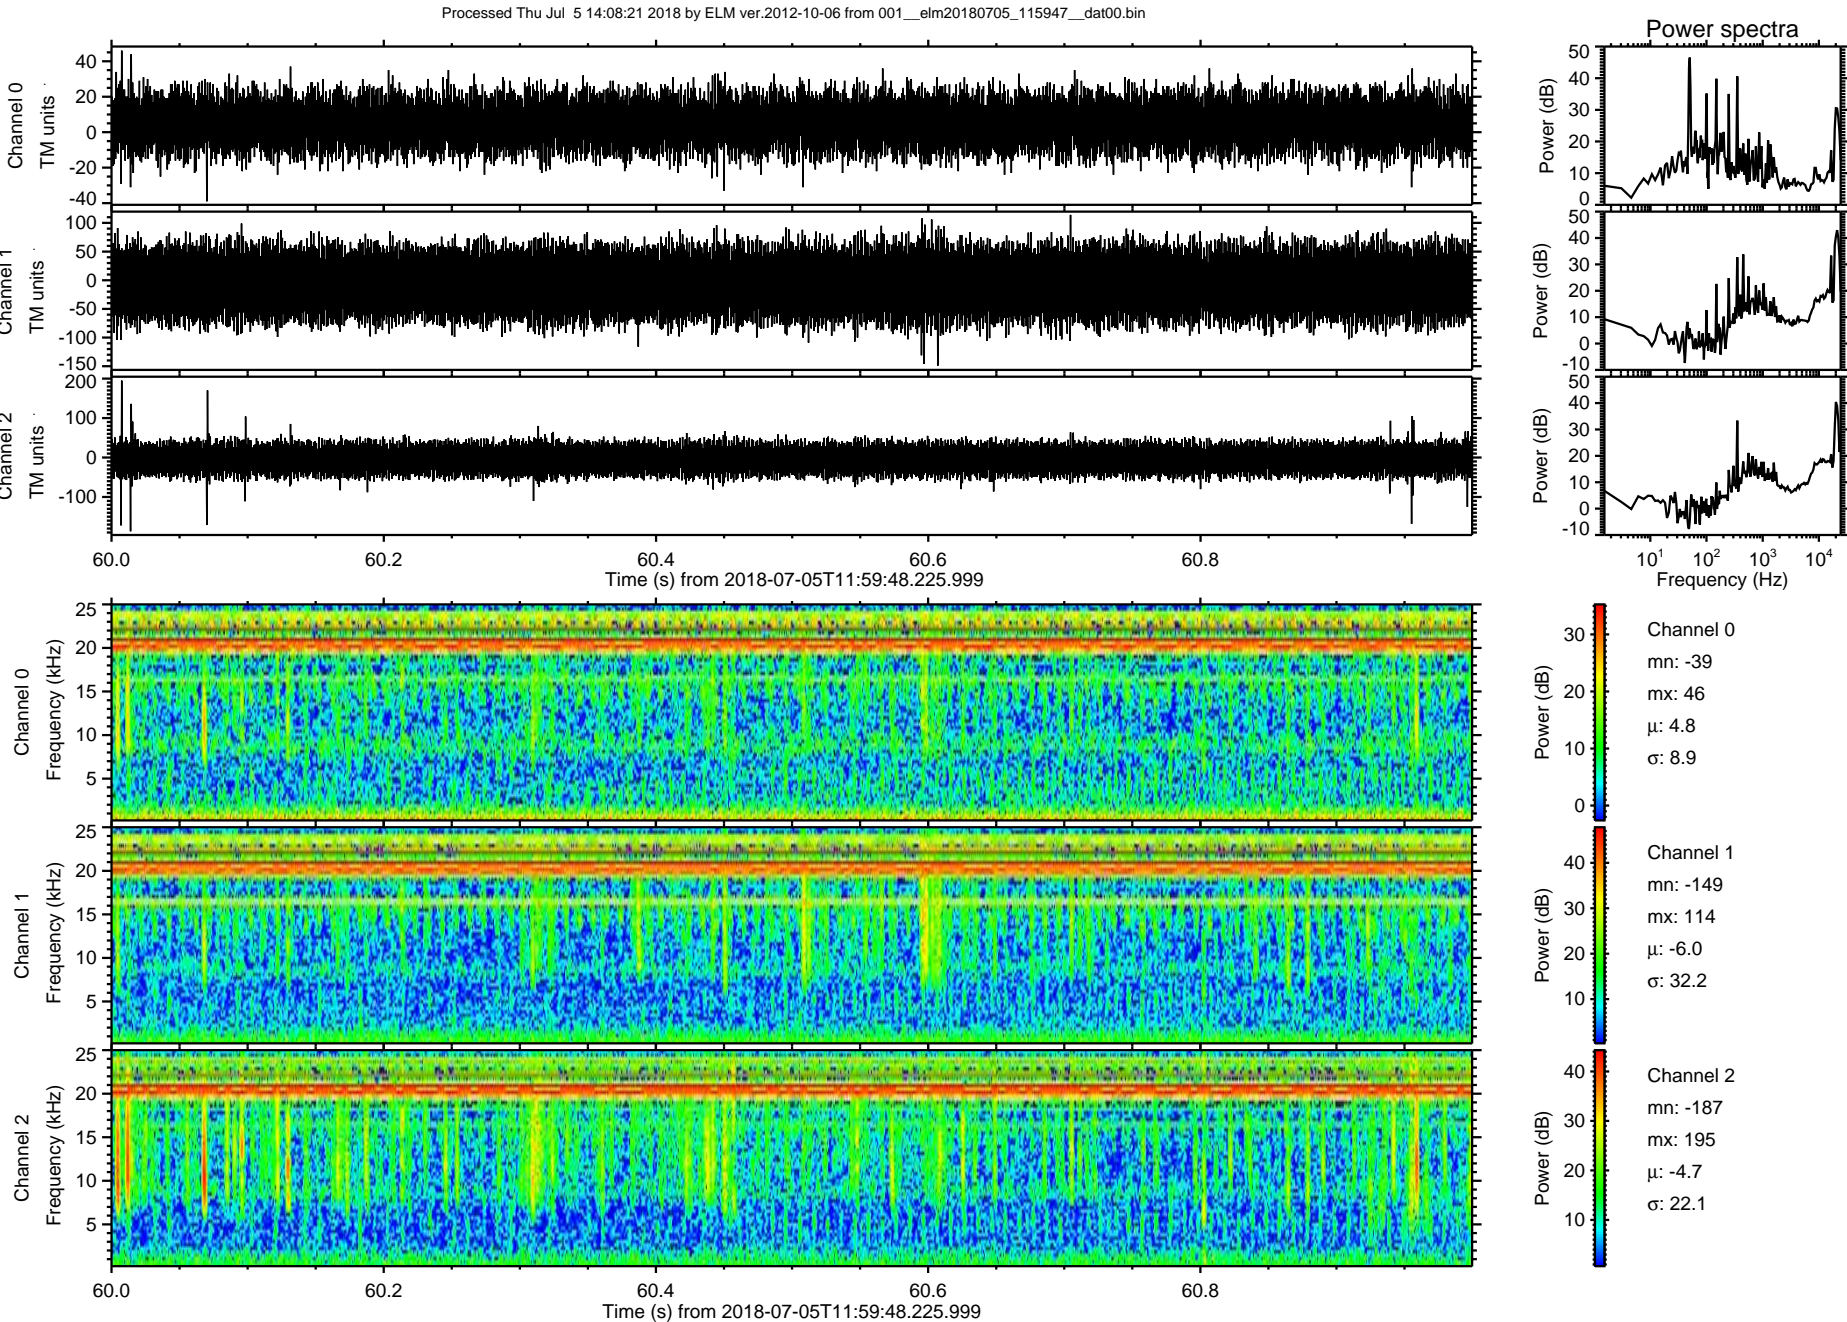 Processed Thu Jul  5 14:08:21 2018 by ELM ver.2012-10-06 from 001__elm20180705_115947__dat00.bin
Power spectra
Channel 0
TM units
40
20
0
-20
-40
Power (dB)
50
40
30
20
10
0
Channel 1
TM units
100
50
0
-50
-100
-150
Power (dB)
50
40
30
20
10
0
-10
Channel 2
TM units
200
100
0
-100
Power (dB)
50
40
30
20
10
0
-10
60.0 60.2 60.4 60.6 60.8
Time (s) from 2018-07-05T11:59:48.225.999
10^1 10^2 10^3 10^4
Frequency (Hz)
Channel 0
Frequency (kHz)
25
20
15
10
5
Power (dB)
30
20
10
0
Channel 0
mn: -39
mx: 46
μ: 4.8
σ: 8.9
Channel 1
Frequency (kHz)
25
20
15
10
5
Power (dB)
40
30
20
10
Channel 1
mn: -149
mx: 114
μ: -6.0
σ: 32.2
Channel 2
Frequency (kHz)
25
20
15
10
5
Power (dB)
40
30
20
10
Channel 2
mn: -187
mx: 195
μ: -4.7
σ: 22.1
60.0 60.2 60.4 60.6 60.8
Time (s) from 2018-07-05T11:59:48.225.999